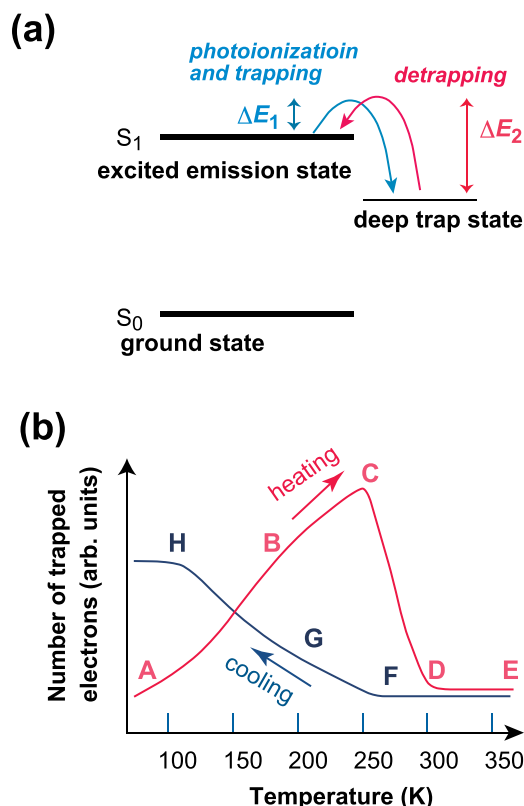 (a)
photoionizatioin
and trapping
detrapping
ΔE1
ΔE2
S1
excited emission state
deep trap state
S0
ground state
(b)
Number of trapped
electrons (arb. units)
heating
C
B
H
A
G
cooling
F
D
E
100 150 200 250 300 350
Temperature (K)